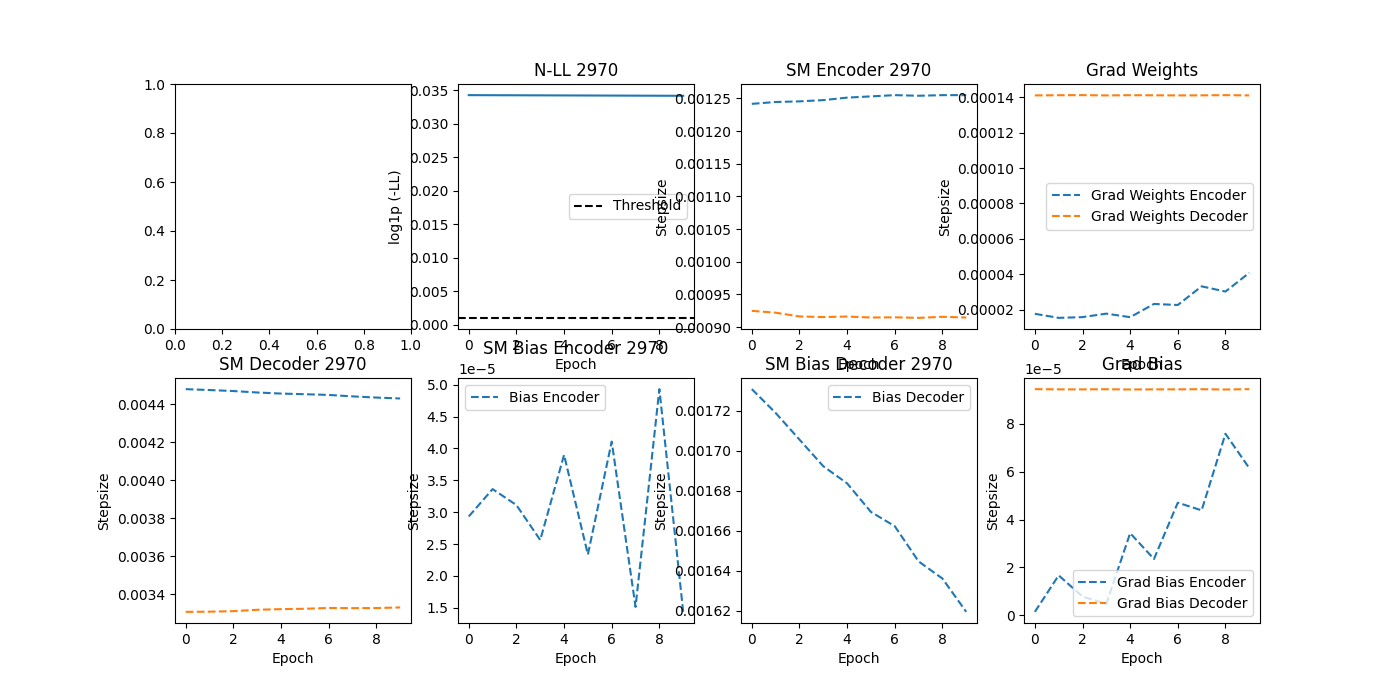 N-LL 2970
SM Encoder 2970
Grad Weights
1.0
0.8
0.6
0.4
0.2
0.0
0.0 0.2 0.4 0.6 0.8 1.0
log1p (-LL)
0.035
0.030
0.025
0.020
0.015
0.010
0.005
0.000
Threshold
0 2 4 6 8
Epoch
Stepsize
0.00125
0.00120
0.00115
0.00110
0.00105
0.00100
0.00095
0.00090
0 2 4 6 8
Epoch
Stepsize
0.00014
0.00012
0.00010
0.00008
0.00006
0.00004
0.00002
Grad Weights Encoder
Grad Weights Decoder
0 2 4 6 8
Epoch
SM Decoder 2970
Stepsize
0.0044
0.0042
0.0040
0.0038
0.0036
0.0034
0 2 4 6 8
Epoch
SM Bias Encoder 2970
1e−5
Stepsize
5.0
4.5
4.0
3.5
3.0
2.5
2.0
1.5
Bias Encoder
0 2 4 6 8
Epoch
SM Bias Decoder 2970
Stepsize
0.00172
0.00170
0.00168
0.00166
0.00164
0.00162
Bias Decoder
0 2 4 6 8
Epoch
Grad Bias
1e−5
Stepsize
8
6
4
2
0
Grad Bias Encoder
Grad Bias Decoder
0 2 4 6 8
Epoch